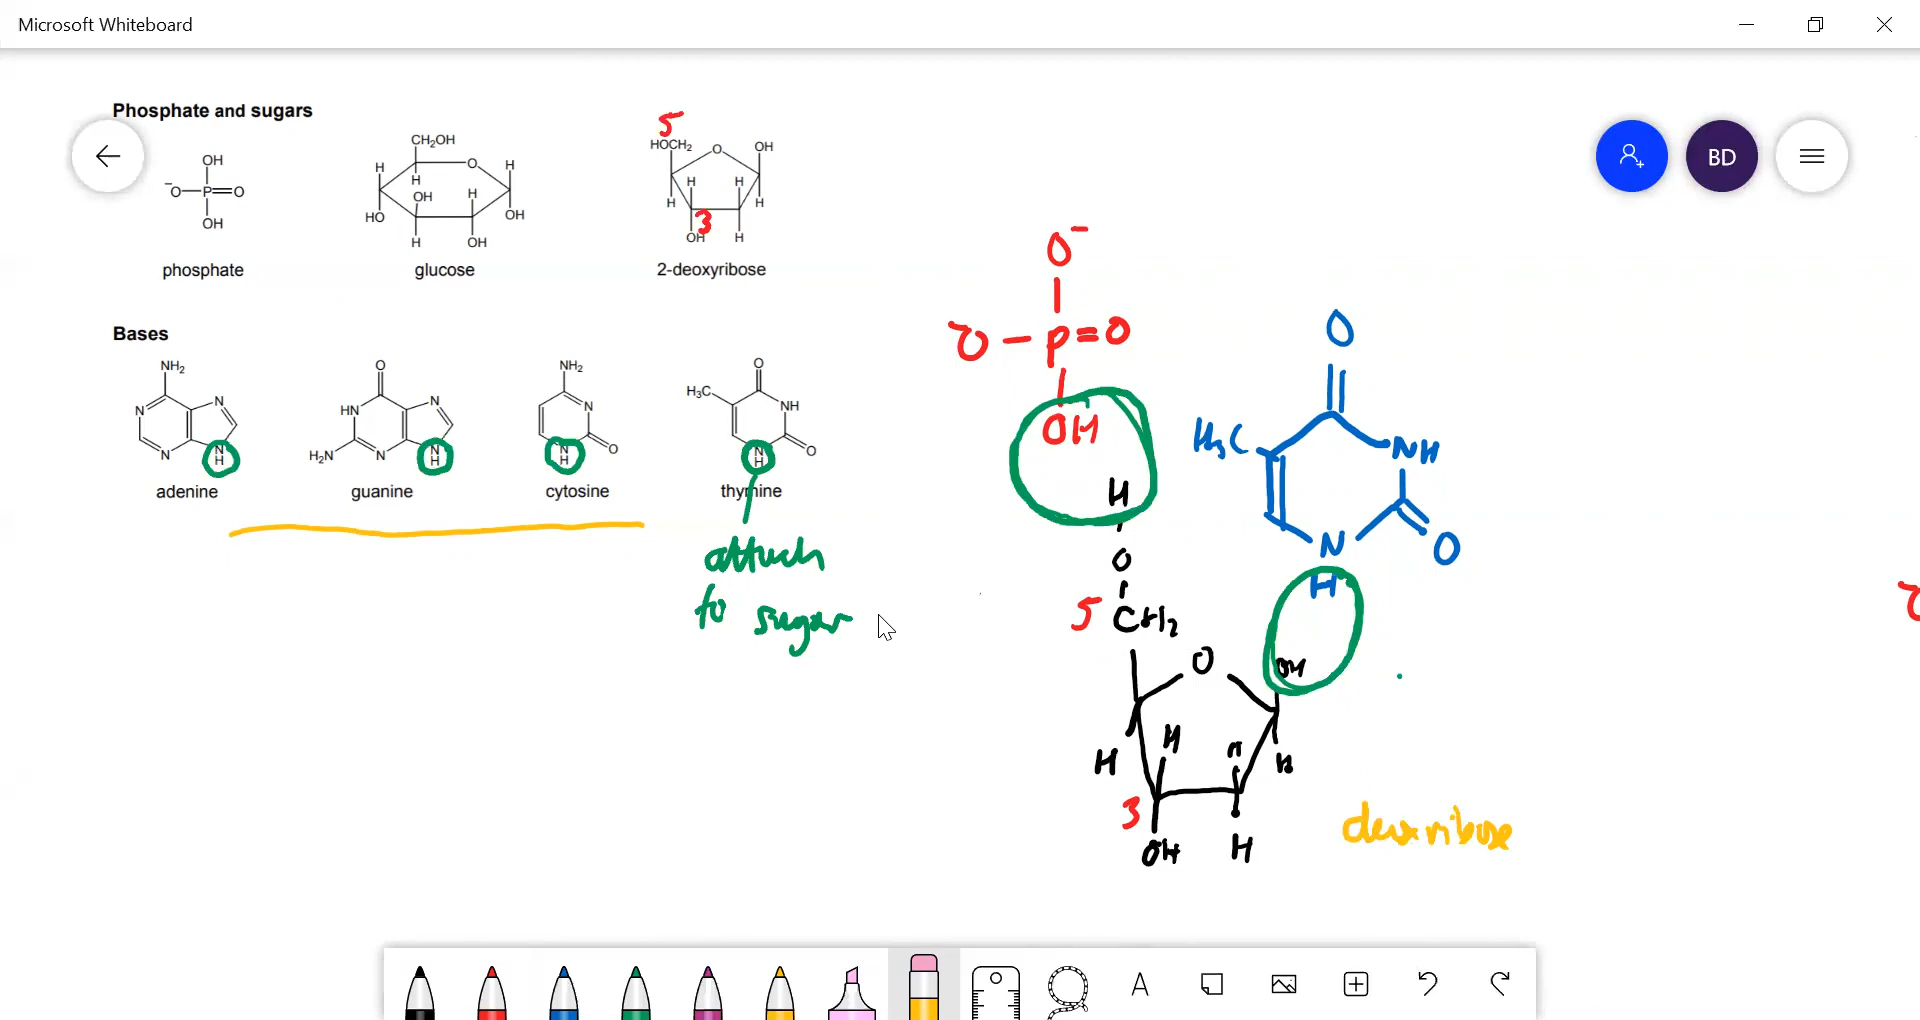 Microsoft Whiteboard
Phosphate and sugars
BD
OH
⁻O P O
OH
phosphate
CH₂OH
H O H
H
OH H
HO OH
H OH
glucose
5
HOCH₂ O OH
H H
H H
3
OH H
2-deoxyribose
Bases
NH₂
N N
N N
H
adenine
O
HN N
H₂N N N
H
guanine
NH₂
N
N O
H
cytosine
O
H₃C
NH
N O
H
thymine
attach
to sugar
O⁻
O - P = O
OH
H
O
5 CH₂
O OH
H H H H
3
OH H
O
H₃C NH
N O
H
deoxribose
A